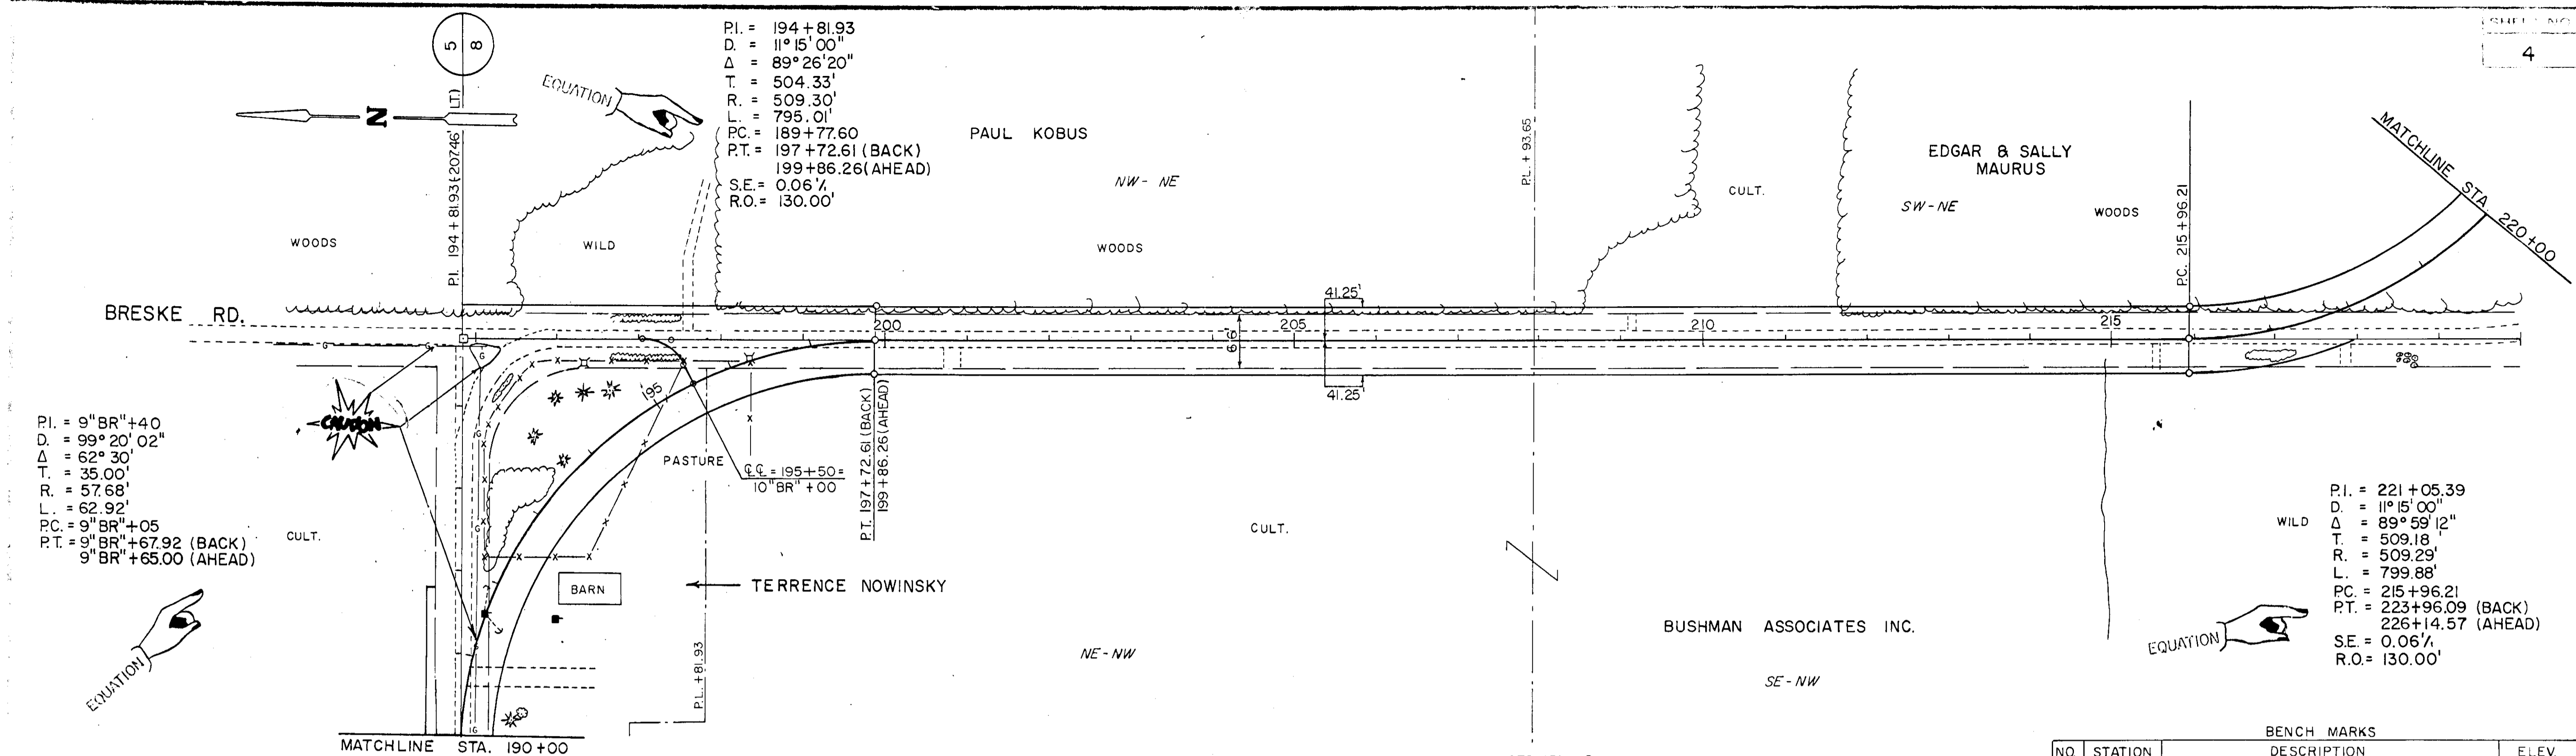 SHEET NO.
4
5
8
P.I. = 194+81.93
D. = 11°15'00"
Δ = 89°26'20"
T. = 504.33'
R. = 509.30'
L. = 795.01'
P.C. = 189+77.60
P.T. = 197+72.61 (BACK)
199+86.26 (AHEAD)
S.E. = 0.06'/,
R.O. = 130.00'
EQUATION
N
P.I. 194+81.93 (207.46' LT.)
PAUL KOBUS
NW - NE
P.L. + 93.65
EDGAR & SALLY
MAURUS
CULT.
SW-NE
WOODS
P.C. 215+96.21
MATCHLINE STA. 220+00
WOODS
WILD
WOODS
BRESKE RD.
41.25'
200
205
210
215
66'
G
G
G
41.25'
195
CAUTION
P.I. = 9"BR"+40
D. = 99°20'02"
Δ = 62°30'
T. = 35.00'
R. = 57.68'
L. = 62.92'
P.C. = 9"BR"+05
P.T. = 9"BR"+67.92 (BACK)
9"BR"+65.00 (AHEAD)
CULT.
EQUATION
PASTURE
℄ ℄ = 195+50 =
10"BR"+00
P.T. 197+72.61 (BACK)
199+86.26 (AHEAD)
G
G
CULT.
BARN
TERRENCE NOWINSKY
NE-NW
P.L. +81.93
BUSHMAN ASSOCIATES INC.
SE-NW
WILD
P.I. = 221+05.39
D. = 11°15'00"
Δ = 89°59'12"
T. = 509.18'
R. = 509.29'
L. = 799.88'
P.C. = 215+96.21
P.T. = 223+96.09 (BACK)
226+14.57 (AHEAD)
S.E. = 0.06'/,
R.O. = 130.00'
EQUATION
MATCHLINE STA. 190+00
BENCH MARKS
NO. STATION DESCRIPTION ELEV.